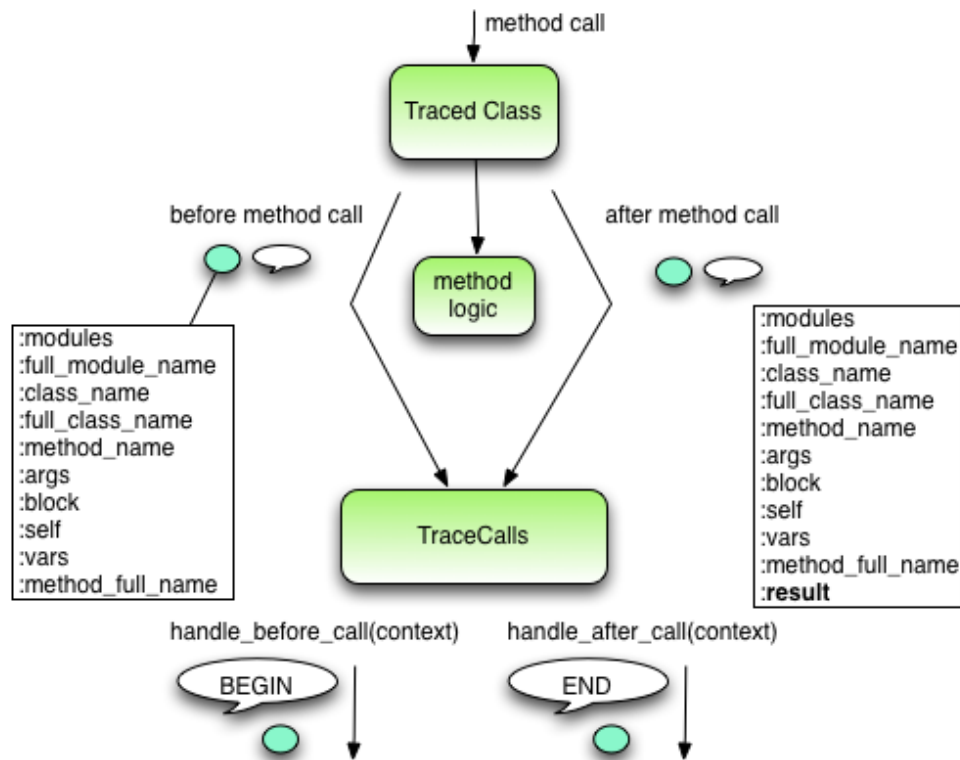 method call
Traced Class
before method call
after method call
method
logic
:modules
:full_module_name
:class_name
:full_class_name
:method_name
:args
:block
:self
:vars
:method_full_name
:modules
:full_module_name
:class_name
:full_class_name
:method_name
:args
:block
:self
:vars
:method_full_name
:result
TraceCalls
handle_before_call(context)
handle_after_call(context)
BEGIN
END